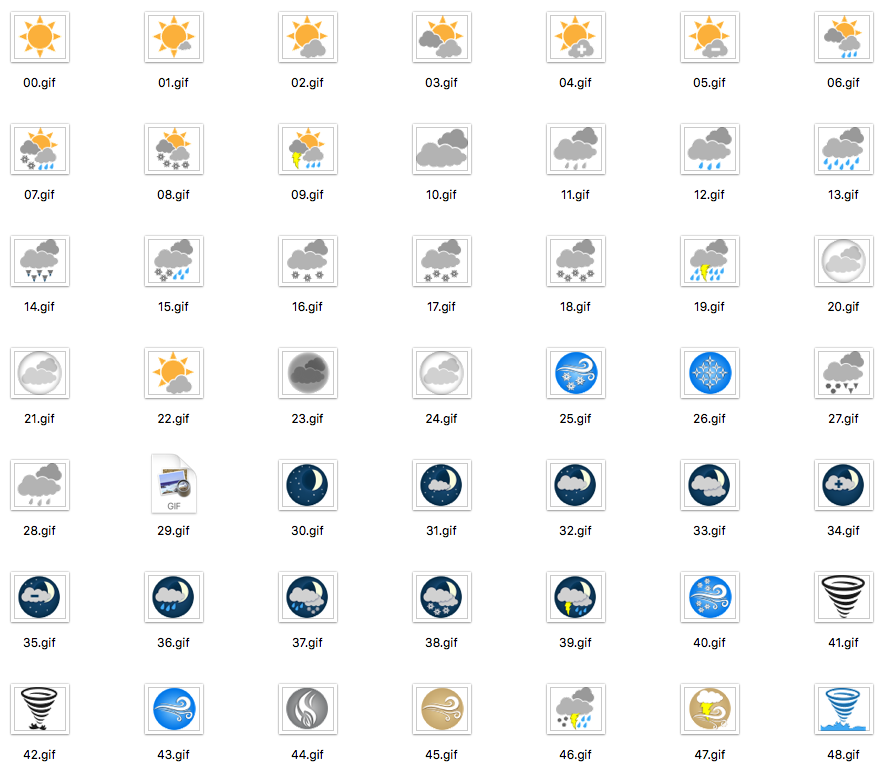 00.gif 01.gif 02.gif 03.gif 04.gif 05.gif 06.gif
07.gif 08.gif 09.gif 10.gif 11.gif 12.gif 13.gif
14.gif 15.gif 16.gif 17.gif 18.gif 19.gif 20.gif
21.gif 22.gif 23.gif 24.gif 25.gif 26.gif 27.gif
GIF
28.gif 29.gif 30.gif 31.gif 32.gif 33.gif 34.gif
35.gif 36.gif 37.gif 38.gif 39.gif 40.gif 41.gif
42.gif 43.gif 44.gif 45.gif 46.gif 47.gif 48.gif